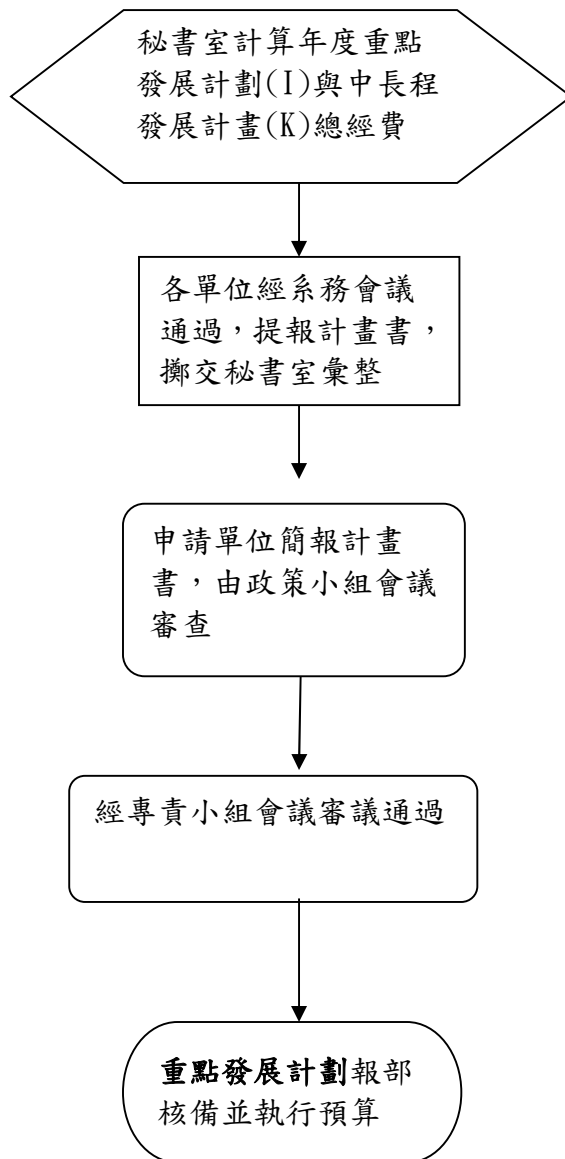 秘書室計算年度重點
發展計劃(I)與中長程
發展計畫(K)總經費
各單位經系務會議
通過，提報計畫書，
擲交秘書室彙整
申請單位簡報計畫
書，由政策小組會議
審查
經專責小組會議審議通過
重點發展計劃報部
核備並執行預算